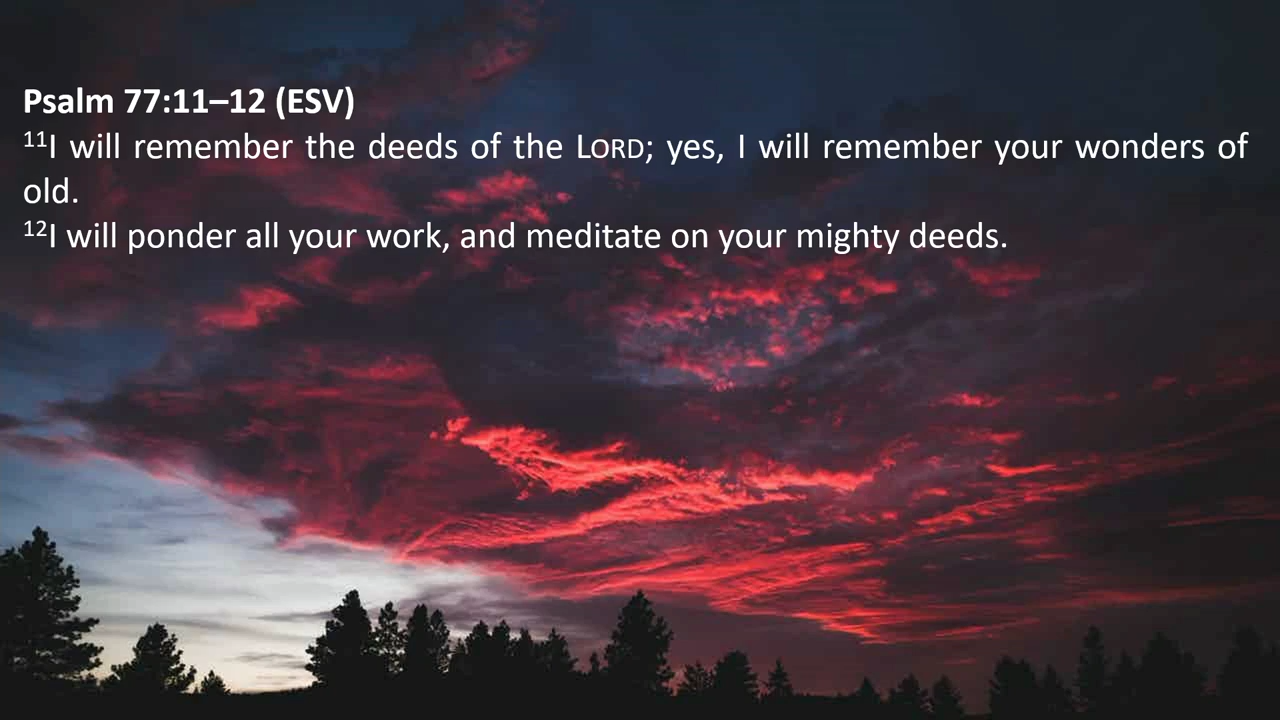 Psalm 77:11–12 (ESV)
¹¹I will remember the deeds of the LORD; yes, I will remember your wonders of
old.
¹²I will ponder all your work, and meditate on your mighty deeds.